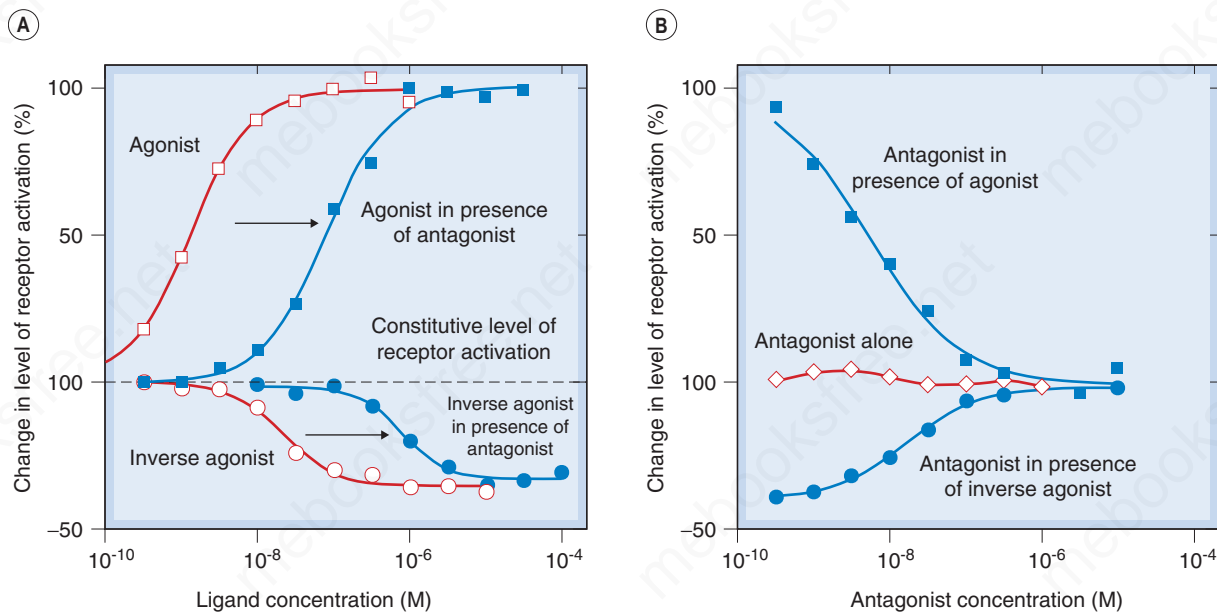 A
Change in level of receptor activation (%)
100
50
100
–50
Agonist
Agonist in presence
of antagonist
Constitutive level of
receptor activation
Inverse agonist
in presence of
antagonist
Inverse agonist
10-10
10-8
10-6
10-4
Ligand concentration (M)
B
Change in level of receptor activation (%)
100
50
100
–50
Antagonist in
presence of agonist
Antagonist alone
Antagonist in presence
of inverse agonist
10-10
10-8
10-6
10-4
Antagonist concentration (M)
mebooksfree.net